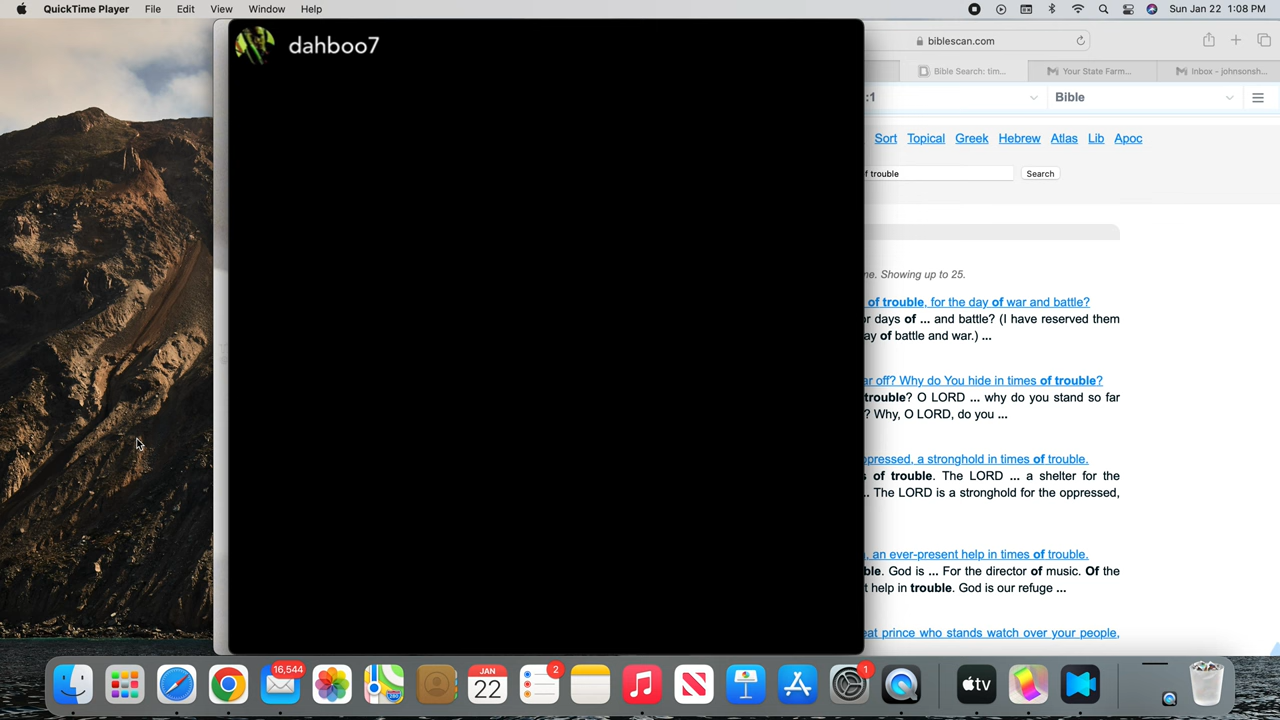 QuickTime Player File Edit View Window Help Sun Jan 22 1:08 PM
dahboo7
biblescan.com
Bible Search: tim... Your State Farm... Inbox - johnsonsh...
:1 Bible
Sort Topical Greek Hebrew Atlas Lib Apoc
f trouble Search
ne. Showing up to 25.
of trouble, for the day of war and battle?
or days of ... and battle? (I have reserved them
ay of battle and war.) ...
ar off? Why do You hide in times of trouble?
trouble? O LORD ... why do you stand so far
? Why, O LORD, do you ...
ppressed, a stronghold in times of trouble.
s of trouble. The LORD ... a shelter for the
.. The LORD is a stronghold for the oppressed,
, an ever-present help in times of trouble.
ble. God is ... For the director of music. Of the
t help in trouble. God is our refuge ...
eat prince who stands watch over your people,
16,544
JAN
22
2
1
tv